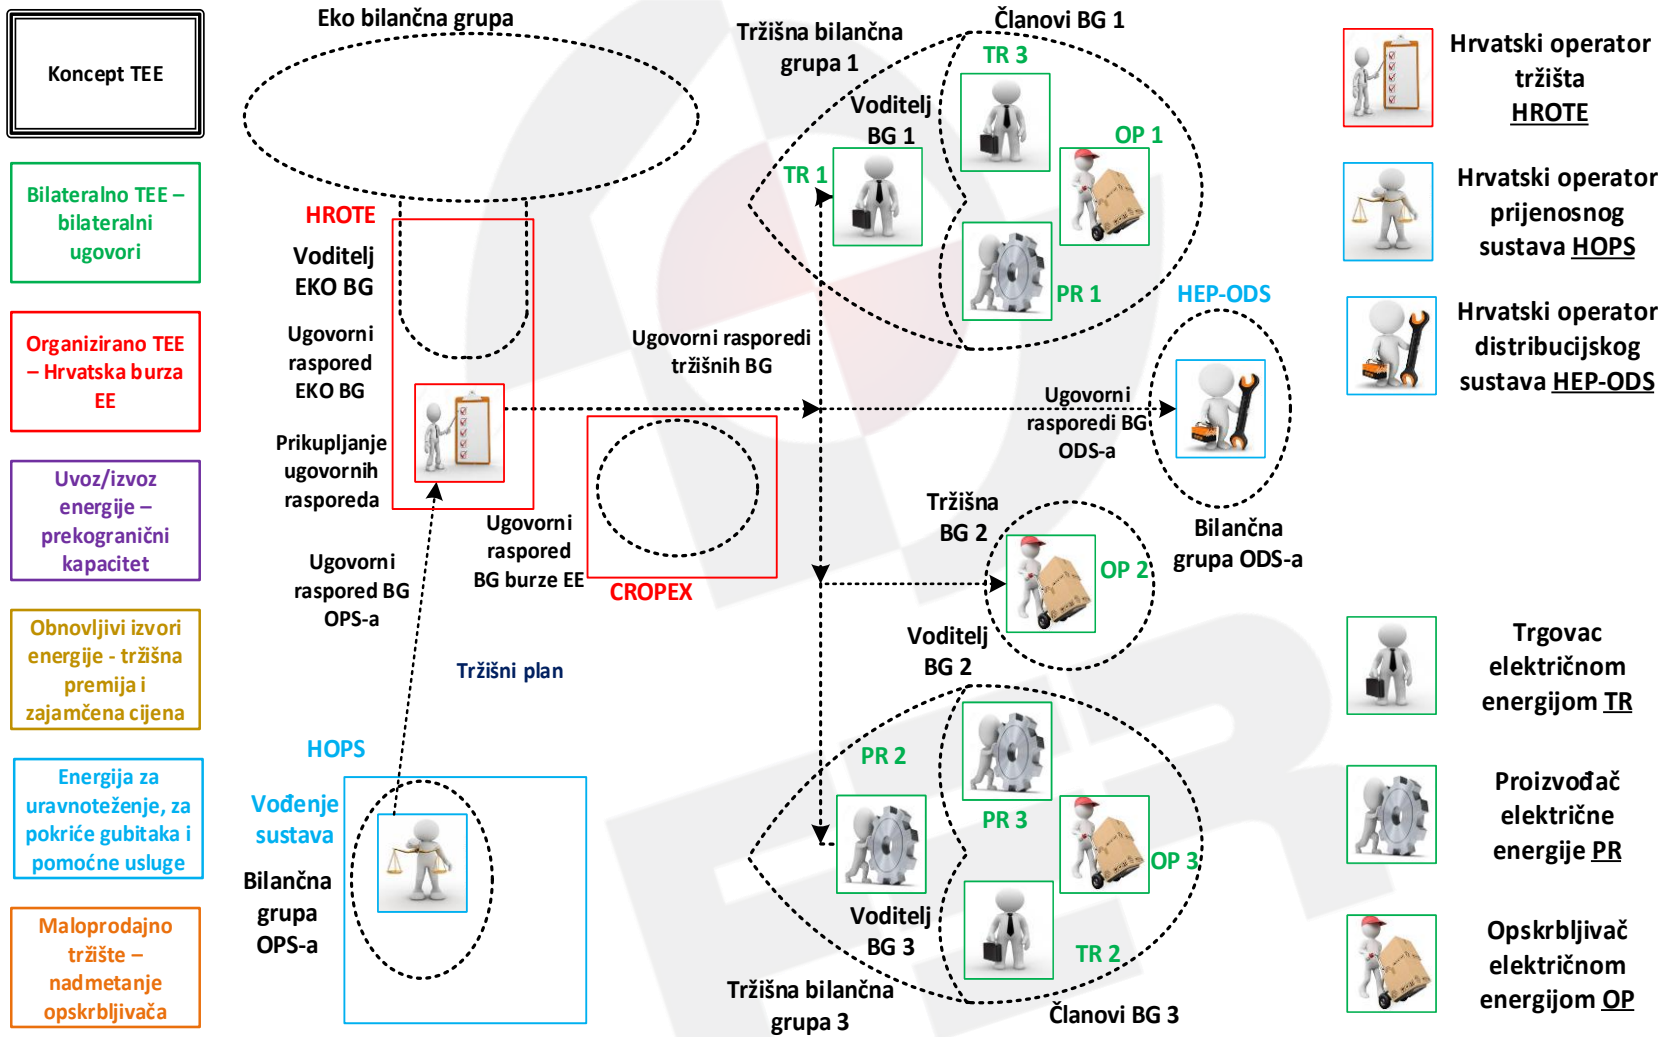 Koncept TEE
Bilateralno TEE –
bilateralni
ugovori
Organizirano TEE
– Hrvatska burza
EE
Uvoz/izvoz
energije –
prekogranični
kapacitet
Obnovljivi izvori
energije - tržišna
premija i
zajamčena cijena
Energija za
uravnoteženje, za
pokriće gubitaka i
pomoćne usluge
Maloprodajno
tržište –
nadmetanje
opskrbljivača
Eko bilančna grupa
HROTE
Voditelj
EKO BG
Ugovorni
raspored
EKO BG
Prikupljanje
ugovornih
rasporeda
Ugovorni
raspored BG
OPS-a
Ugovorni
raspored
BG burze EE
CROPEX
Tržišni plan
HOPS
Vođenje
sustava
Bilančna
grupa
OPS-a
Tržišna bilančna
grupa 1
Članovi BG 1
Voditelj
BG 1
TR 1
TR 3
OP 1
PR 1
Ugovorni rasporedi
tržišnih BG
HEP-ODS
Ugovorni
rasporedi BG
ODS-a
Bilančna
grupa ODS-a
Tržišna
BG 2
OP 2
Voditelj
BG 2
PR 2
PR 3
OP 3
TR 2
Voditelj
BG 3
Tržišna bilančna
grupa 3
Članovi BG 3
Hrvatski operator
tržišta
HROTE
Hrvatski operator
prijenosnog
sustava HOPS
Hrvatski operator
distribucijskog
sustava HEP-ODS
Trgovac
električnom
energijom TR
Proizvođač
električne
energije PR
Opskrbljivač
električnom
energijom OP
FER